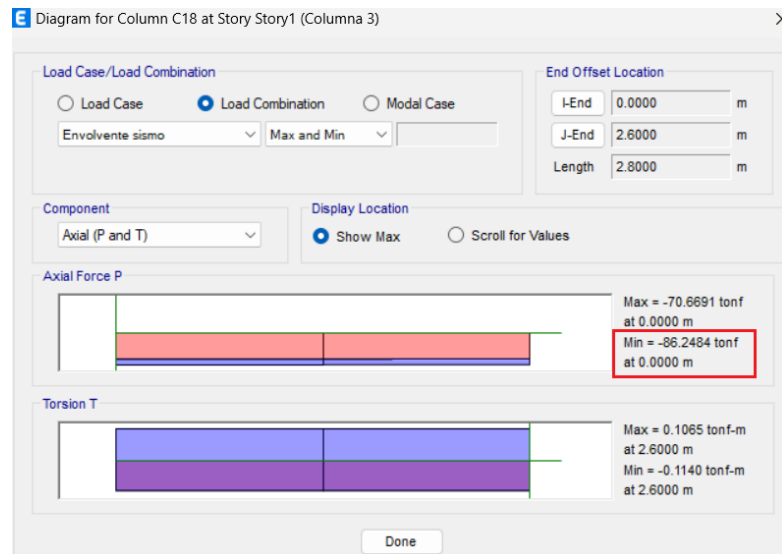 E Diagram for Column C18 at Story Story1 (Columna 3)
Load Case/Load Combination
Load Case Load Combination Modal Case
Envolvente sismo Max and Min
End Offset Location
I-End 0.0000 m
J-End 2.6000 m
Length 2.8000 m
Component
Axial (P and T)
Display Location
Show Max Scroll for Values
Axial Force P
Max = -70.6691 tonf
at 0.0000 m
Min = -86.2484 tonf
at 0.0000 m
Torsion T
Max = 0.1065 tonf-m
at 2.6000 m
Min = -0.1140 tonf-m
at 2.6000 m
Done